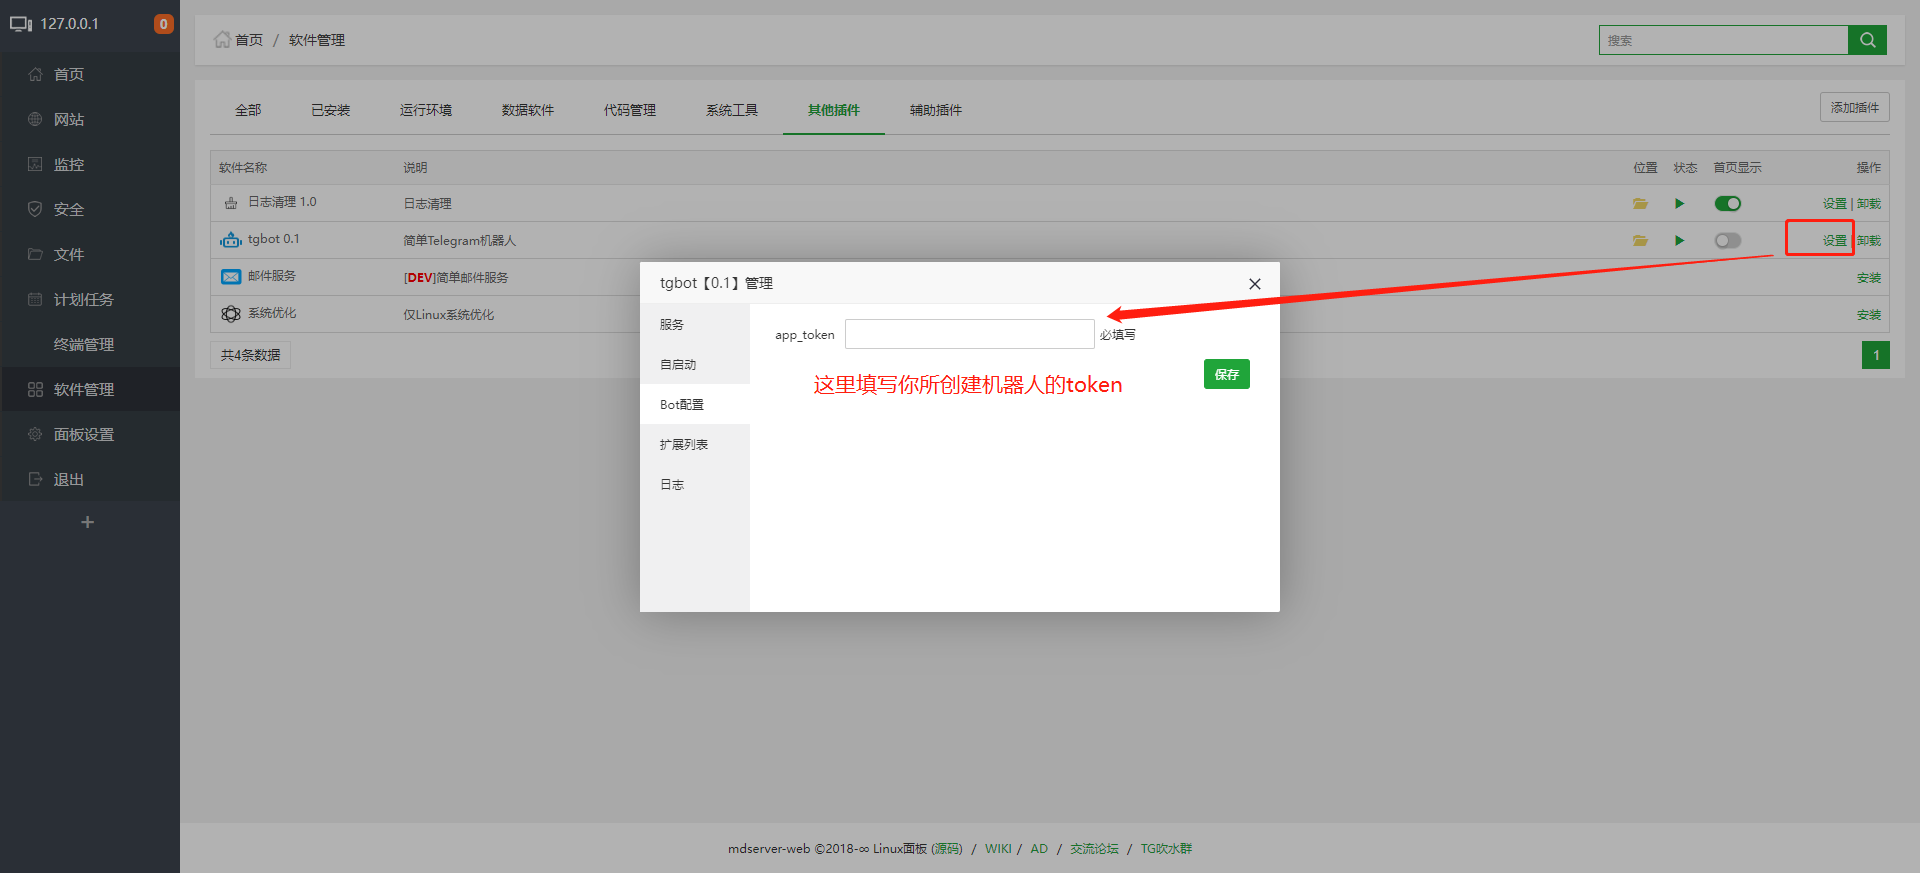 127.0.0.1 0
首页
网站
监控
安全
文件
计划任务
终端管理
软件管理
面板设置
退出
+
首页 / 软件管理
搜索
全部 已安装 运行环境 数据软件 代码管理 系统工具 其他插件 辅助插件 添加插件
软件名称 说明 位置 状态 首页显示 操作
日志清理 1.0 日志清理 设置 | 卸载
tgbot 0.1 简单Telegram机器人 设置 | 卸载
邮件服务 [DEV]简单邮件服务 安装
系统优化 仅Linux系统优化 安装
共4条数据 1
tgbot【0.1】管理
服务
自启动
Bot配置
扩展列表
日志
app_token 必填写
保存
这里填写你所创建机器人的token
mdserver-web ©2018-∞ Linux面板 (源码) / WIKI / AD / 交流论坛 / TG吹水群